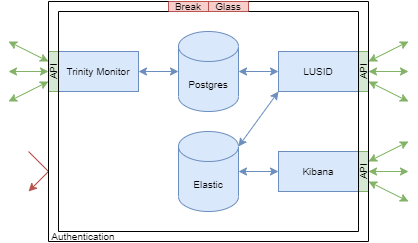 Break Glass
API
Trinity Monitor
Postgres
LUSID
API
Elastic
Kibana
API
Authentication